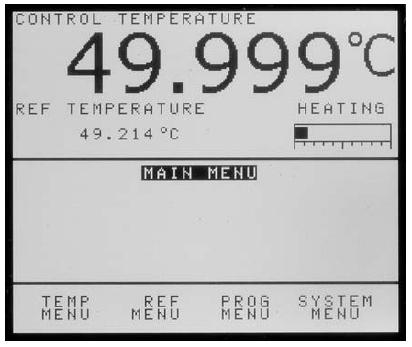 CONTROL TEMPERATURE
49.999°C
REF TEMPERATURE HEATING
49.214°C
MAIN MENU
TEMP MENU
REF MENU
PROG MENU
SYSTEM MENU